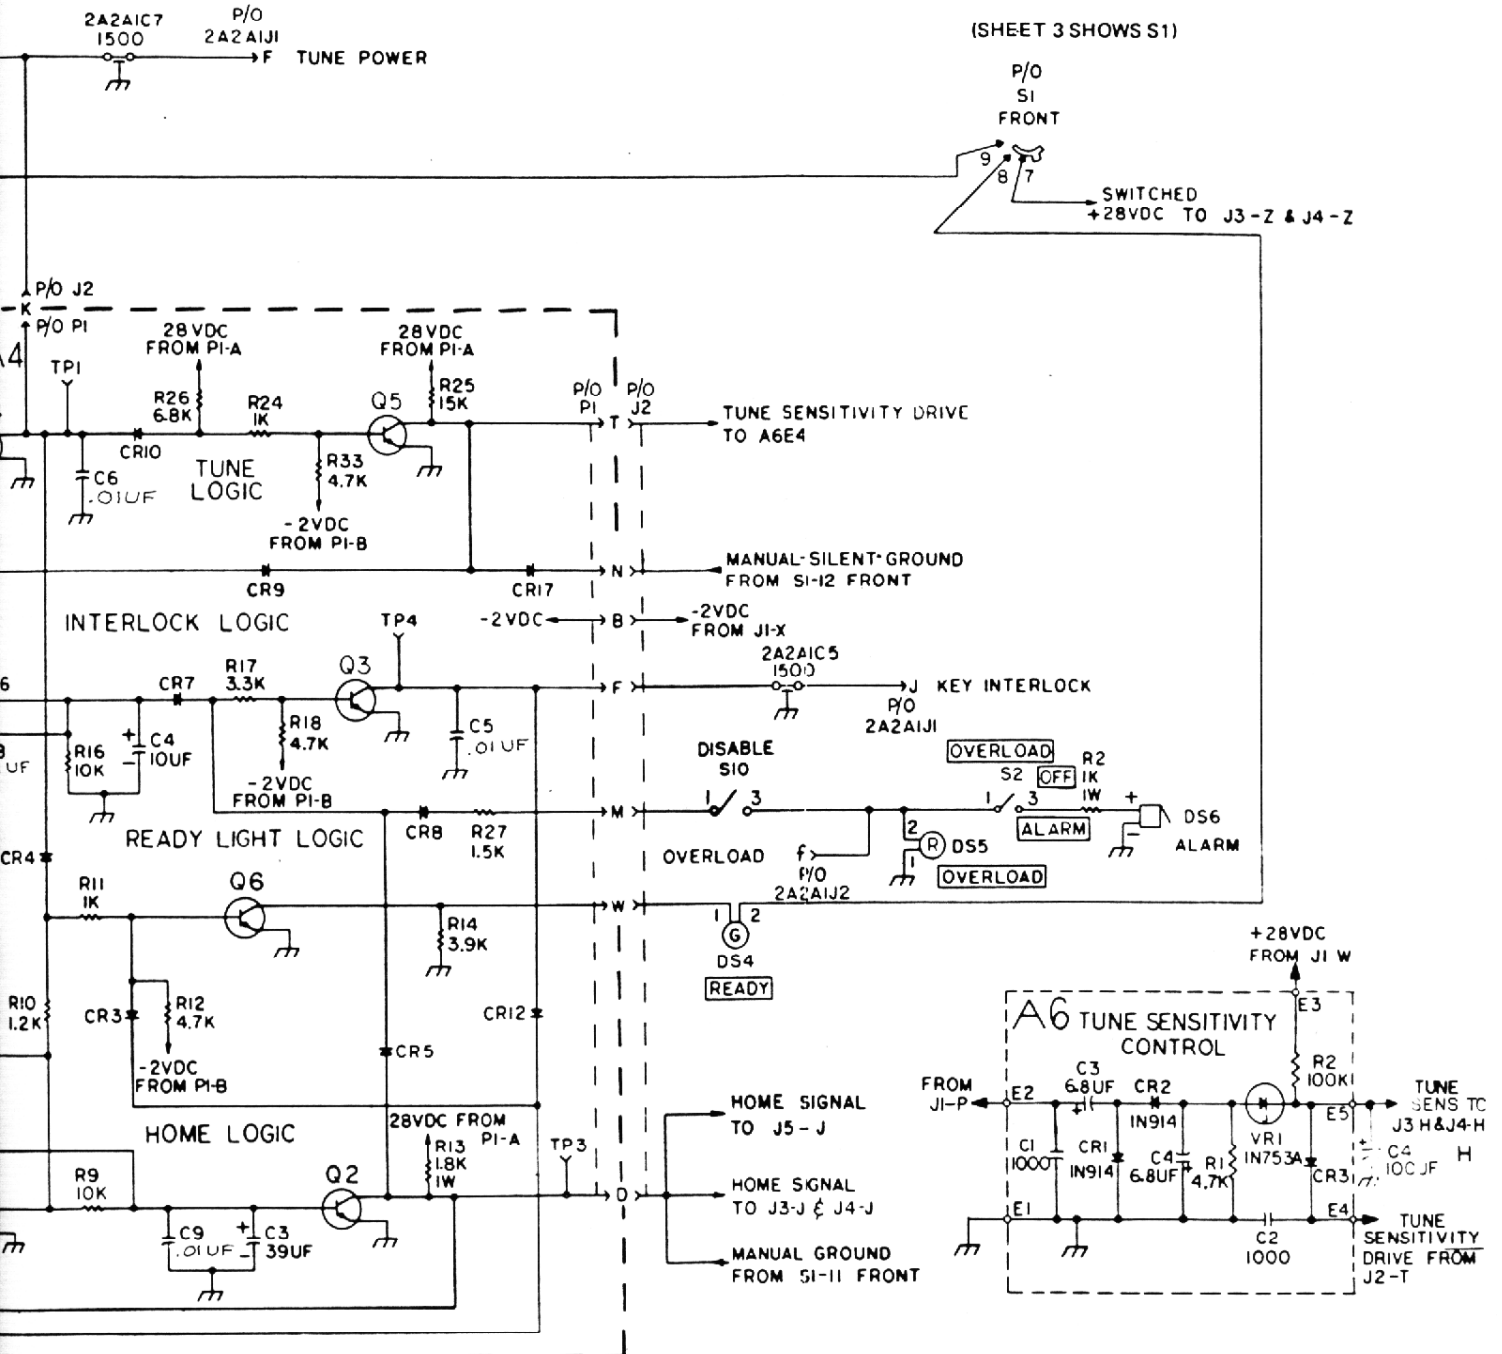 2A2A1C7
1500
P/O
2A2A1J1
F TUNE POWER
(SHEET 3 SHOWS S1)
P/O
S1
FRONT
9
8 7
SWITCHED
+28VDC TO J3-Z & J4-Z
P/O J2
K
P/O P1
28VDC
FROM P1-A
28VDC
FROM P1-A
TP1
R26
6.8K
R24
1K
Q5
R25
15K
P/O
P1
P/O
J2
T
TUNE SENSITIVITY DRIVE
TO A6E4
CR10
C6
.01UF
TUNE
LOGIC
R33
4.7K
-2VDC
FROM P1-B
CR9
CR17
N
MANUAL-SILENT-GROUND
FROM S1-12 FRONT
INTERLOCK LOGIC
TP4
-2VDC
B
-2VDC
FROM J1-X
2A2A1C5
1500
6
CR7
R17
3.3K
Q3
F
J KEY INTERLOCK
P/O
2A2A1J1
R16
10K
+
C4
10UF
-
R18
4.7K
-2VDC
FROM P1-B
C5
.01UF
UF
DISABLE
S10
1 3
M
OVERLOAD
S2
OFF
1 3
ALARM
R2
1K
1W
+
-
DS6
ALARM
READY LIGHT LOGIC
CR8
R27
1.5K
OVERLOAD f
P/O
2A2A1J2
2
R
1
DS5
OVERLOAD
CR4
R11
1K
Q6
R14
3.9K
W
1 2
G
DS4
READY
R10
1.2K
CR3
R12
4.7K
-2VDC
FROM P1-B
CR5
CR12
+28VDC
FROM J1 W
A6 TUNE SENSITIVITY
CONTROL
E3
R2
100K
FROM
J1-P
E2
C3
6.8UF
+
CR2
1N914
VR1
1N753A
E5
TUNE
SENS TO
J3 H&J4-H
C1
1000
CR1
1N914
C4
6.8UF
+
R1
4.7K
CR3
+
C4
100UF
H
E1
C2
1000
E4
TUNE
SENSITIVITY
DRIVE FROM
J2-T
HOME LOGIC
28VDC FROM
P1-A
R13
1.8K
1W
TP3
R9
10K
Q2
D
C9
.01UF
+
C3
39UF
-
HOME SIGNAL
TO J5-J
HOME SIGNAL
TO J3-J & J4-J
MANUAL GROUND
FROM S1-11 FRONT